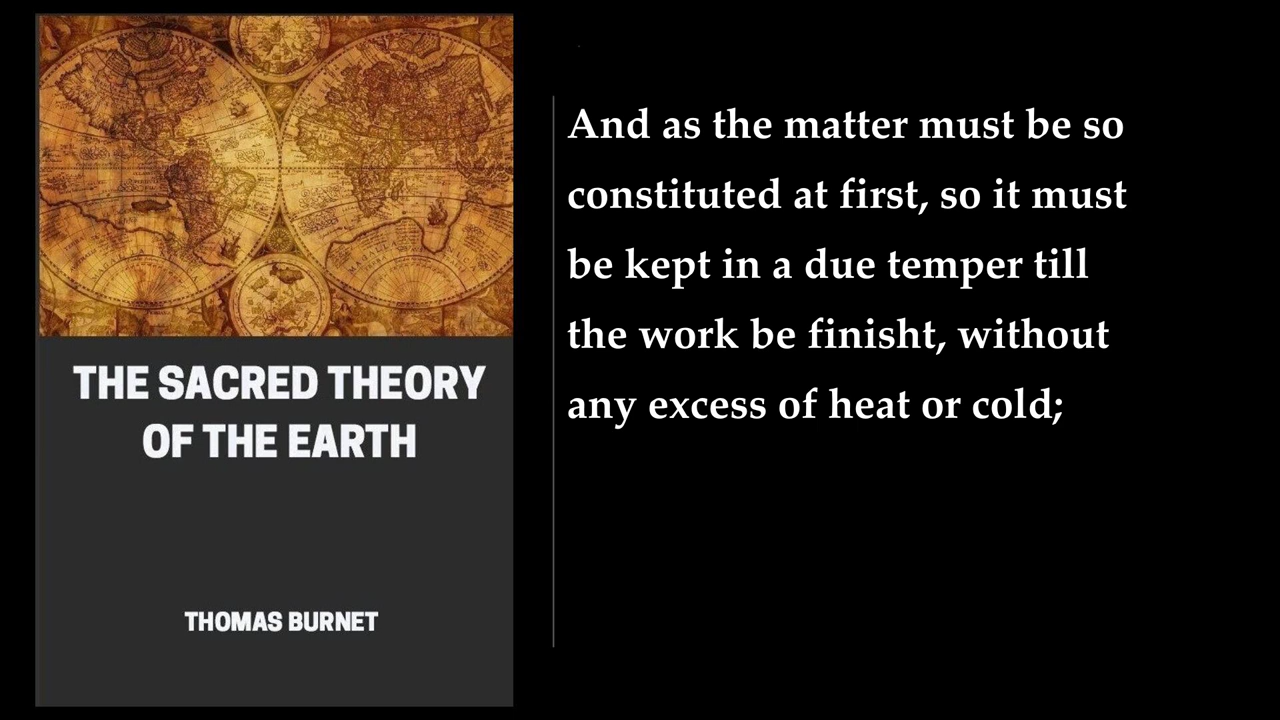 THE SACRED THEORY
OF THE EARTH
THOMAS BURNET
And as the matter must be so
constituted at first, so it must
be kept in a due temper till
the work be finisht, without
any excess of heat or cold;